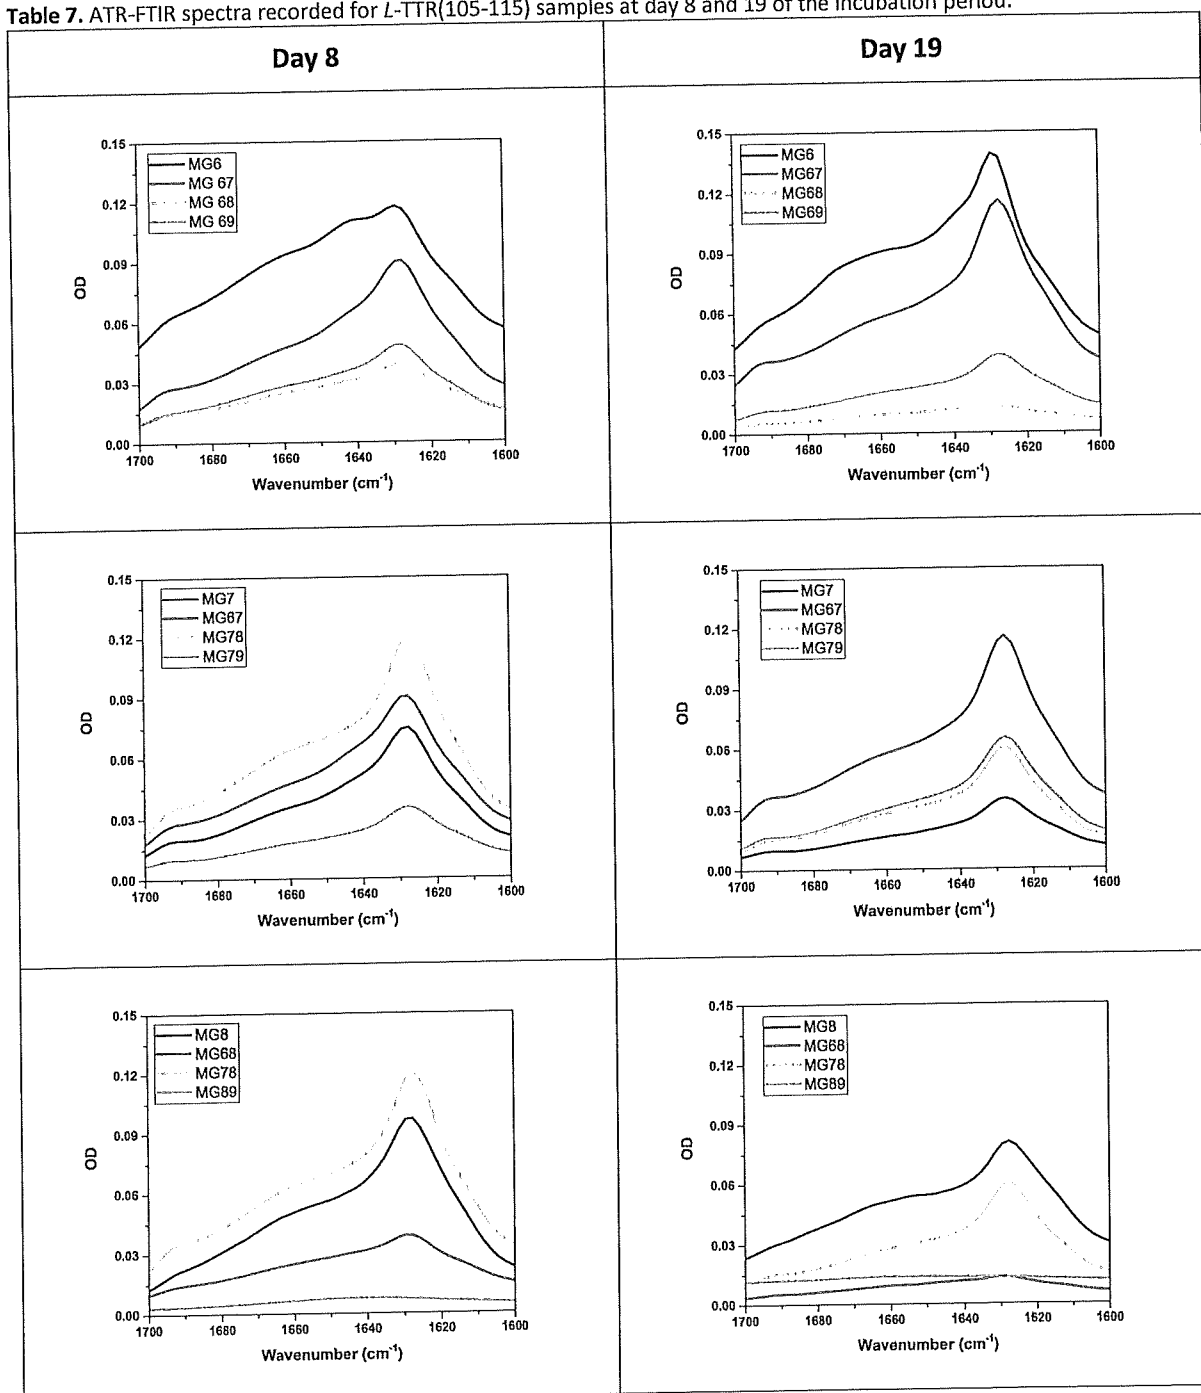 Table 7. ATR-FTIR spectra recorded for L-TTR(105-115) samples at day 8 and 19 of the incubation period.
Day 8
Day 19
0.15
0.12
0.09
0.06
0.03
0.00
OD
MG6
MG 67
MG 68
MG 69
1700
1680
1660
1640
1620
1600
Wavenumber (cm-1)
0.15
0.12
0.09
0.06
0.03
0.00
OD
MG6
MG67
MG68
MG69
1700
1680
1660
1640
1620
1600
Wavenumber (cm-1)
0.15
0.12
0.09
0.06
0.03
0.00
OD
MG7
MG67
MG78
MG79
1700
1680
1660
1640
1620
1600
Wavenumber (cm-1)
0.15
0.12
0.09
0.06
0.03
0.00
OD
MG7
MG67
MG78
MG79
1700
1680
1660
1640
1620
1600
Wavenumber (cm-1)
0.15
0.12
0.09
0.06
0.03
0.00
OD
MG8
MG68
MG78
MG89
1700
1680
1660
1640
1620
1600
Wavenumber (cm-1)
0.15
0.12
0.09
0.06
0.03
0.00
OD
MG8
MG68
MG78
MG89
1700
1680
1660
1640
1620
1600
Wavenumber (cm-1)